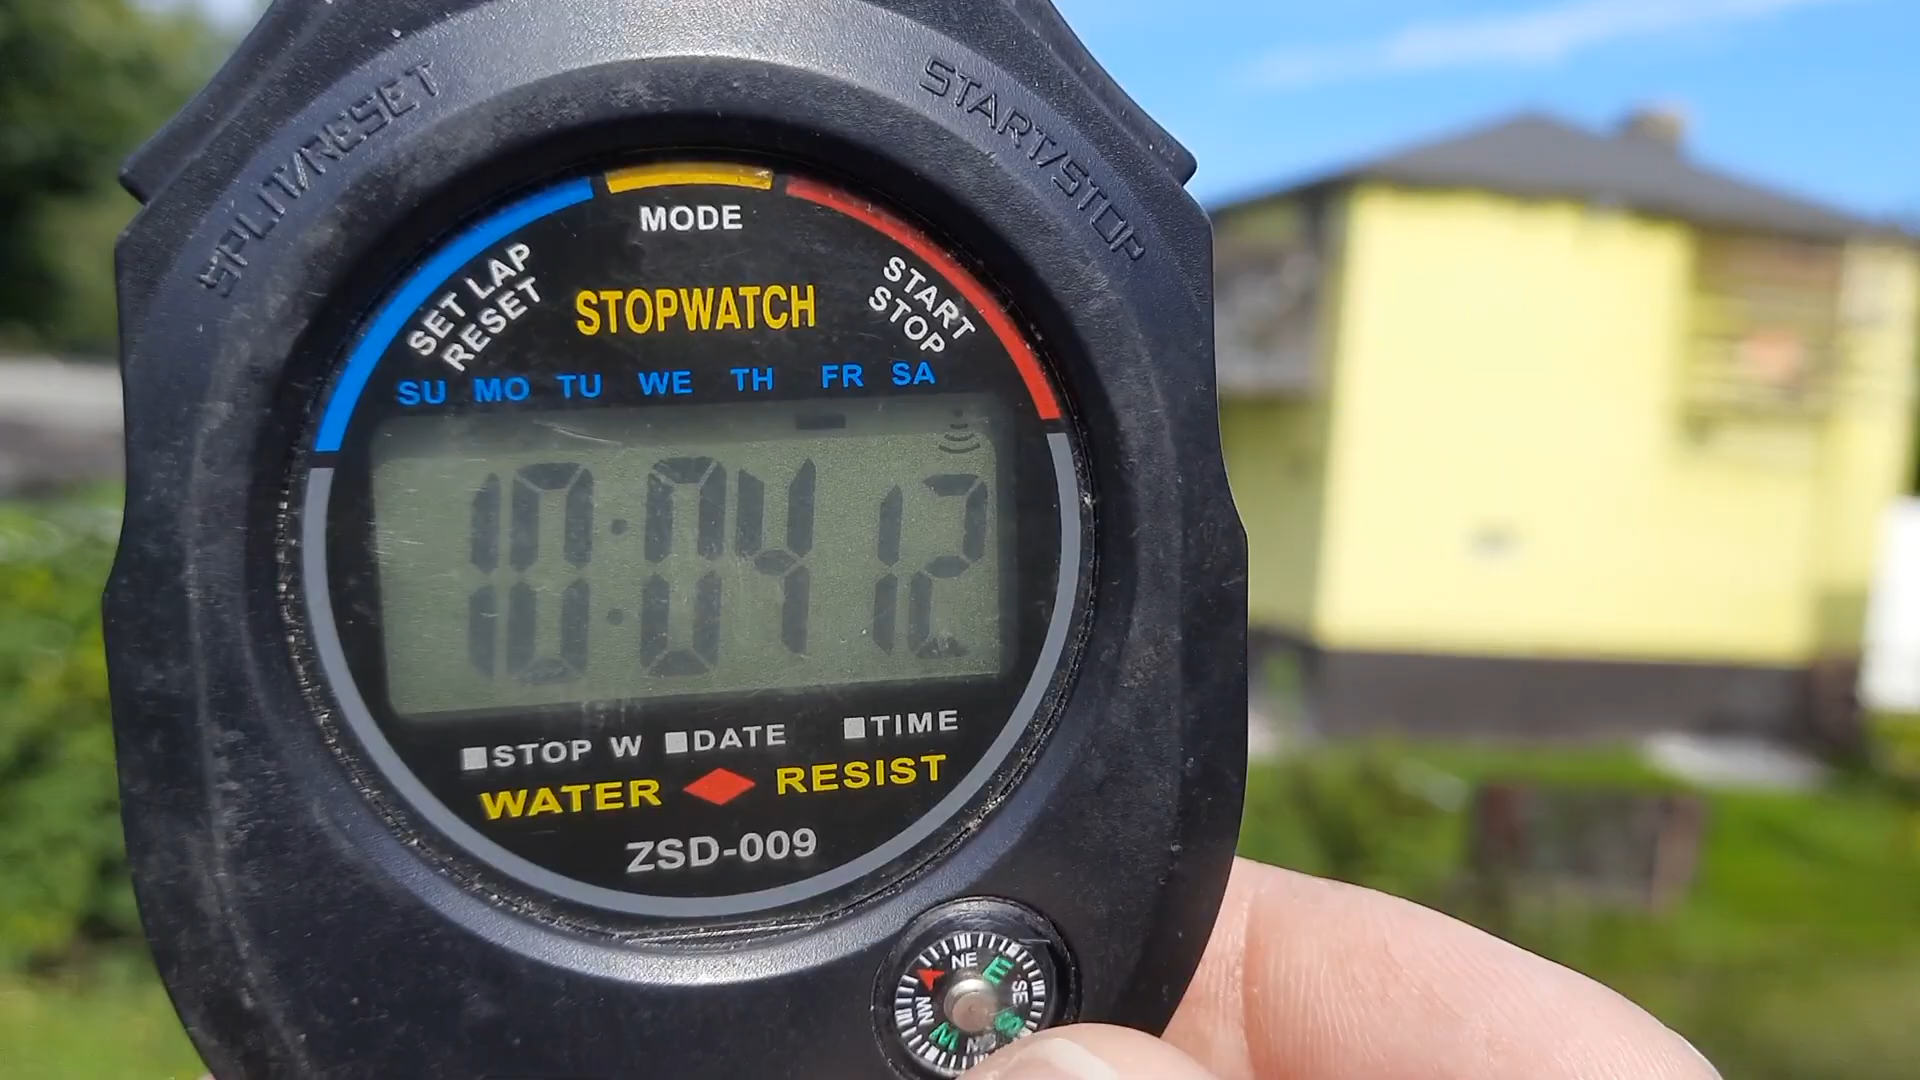 SPLIT/RESET
START/STOP
MODE
SET LAP
RESET
START
STOP
STOPWATCH
SU MO TU WE TH FR SA
10:04 12
STOP W DATE TIME
WATER RESIST
ZSD-009
NE
E
SE
S
W
NW